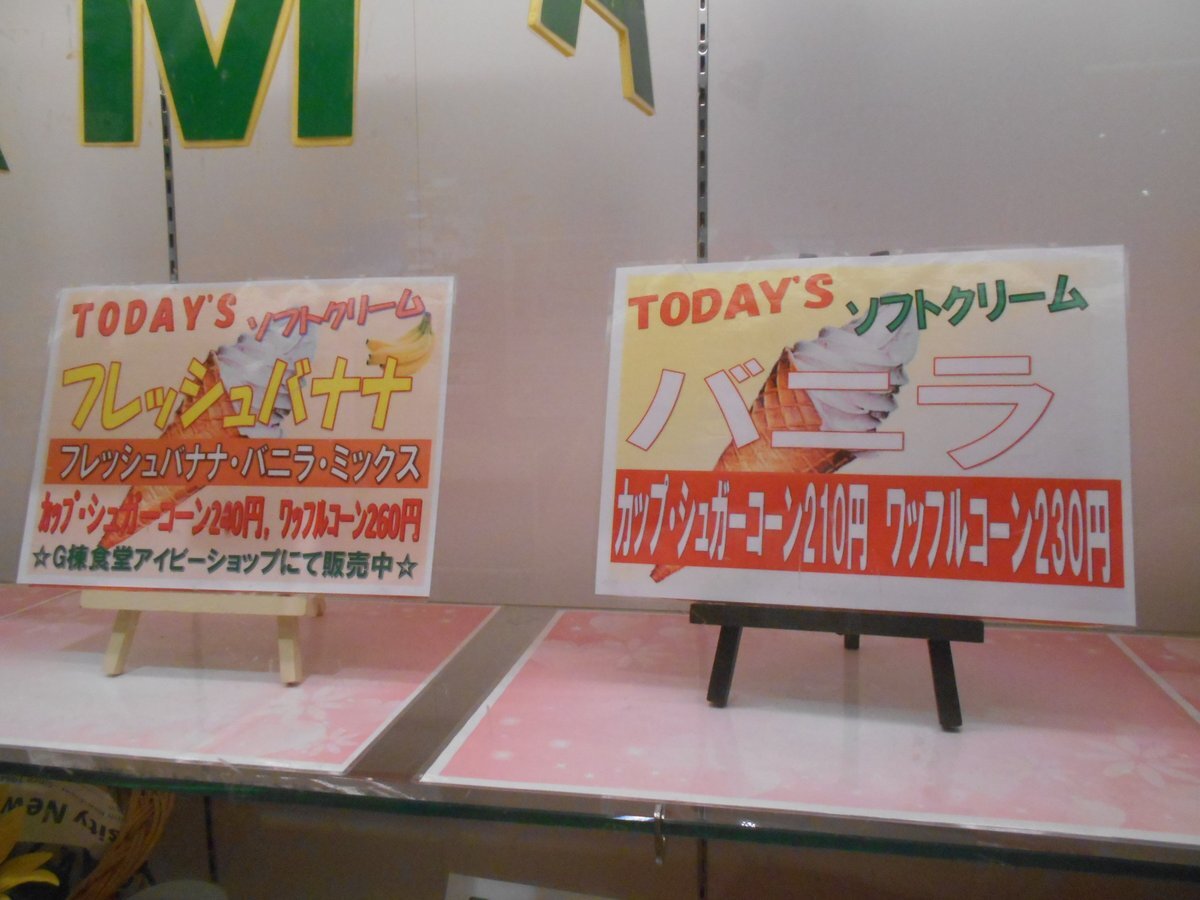 M
TODAY'S ソフトクリーム
フレッシュバナナ
フレッシュバナナ・バニラ・ミックス
カップ・シュガーコーン240円, ワッフルコーン260円
☆G棟食堂アイビーショップにて販売中☆
TODAY'S ソフトクリーム
バニラ
カップ・シュガーコーン210円 ワッフルコーン230円
sity New